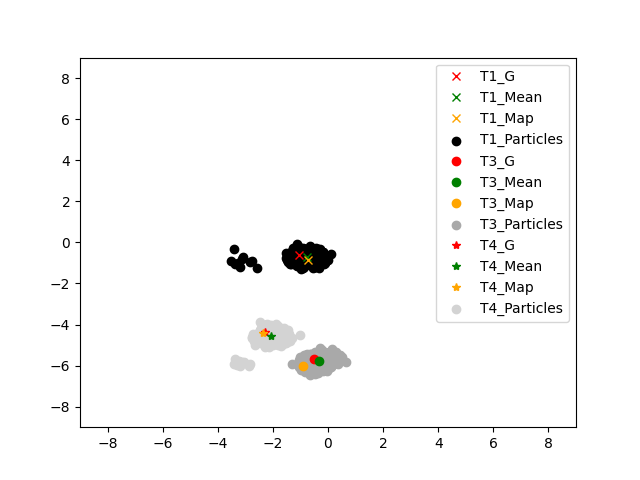 8
6
4
2
0
−2
−4
−6
−8
−8
−6
−4
−2
0
2
4
6
8
T1_G
T1_Mean
T1_Map
T1_Particles
T3_G
T3_Mean
T3_Map
T3_Particles
T4_G
T4_Mean
T4_Map
T4_Particles